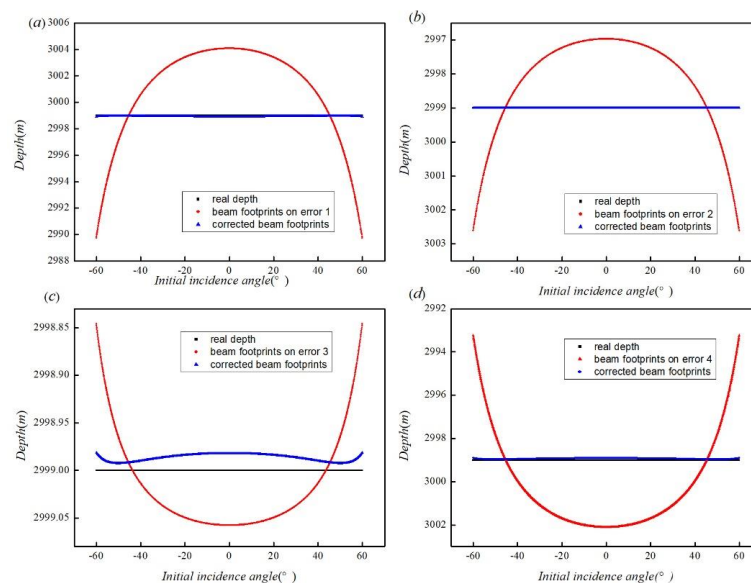 (a)
3006
3004
3002
3000
2998
2996
2994
2992
2990
2988
Depth(m)
real depth
beam footprints on error 1
corrected beam footprints
-60 -40 -20 0 20 40 60
Initial incidence angle(° )
(b)
2997
2998
2999
3000
3001
3002
3003
Depth(m)
real depth
beam footprints on error 2
corrected beam footprints
-60 -40 -20 0 20 40 60
Initial incidence angle(° )
(c)
2998.85
2998.90
2998.95
2999.00
2999.05
Depth(m)
real depth
beam footprints on error 3
corrected beam footprints
-60 -40 -20 0 20 40 60
Initial incidence angle(° )
(d)
2992
2994
2996
2998
3000
3002
Depth(m)
real depth
beam footprints on error 4
corrected beam footprints
-60 -40 -20 0 20 40 60
Initial incidence angle(° )